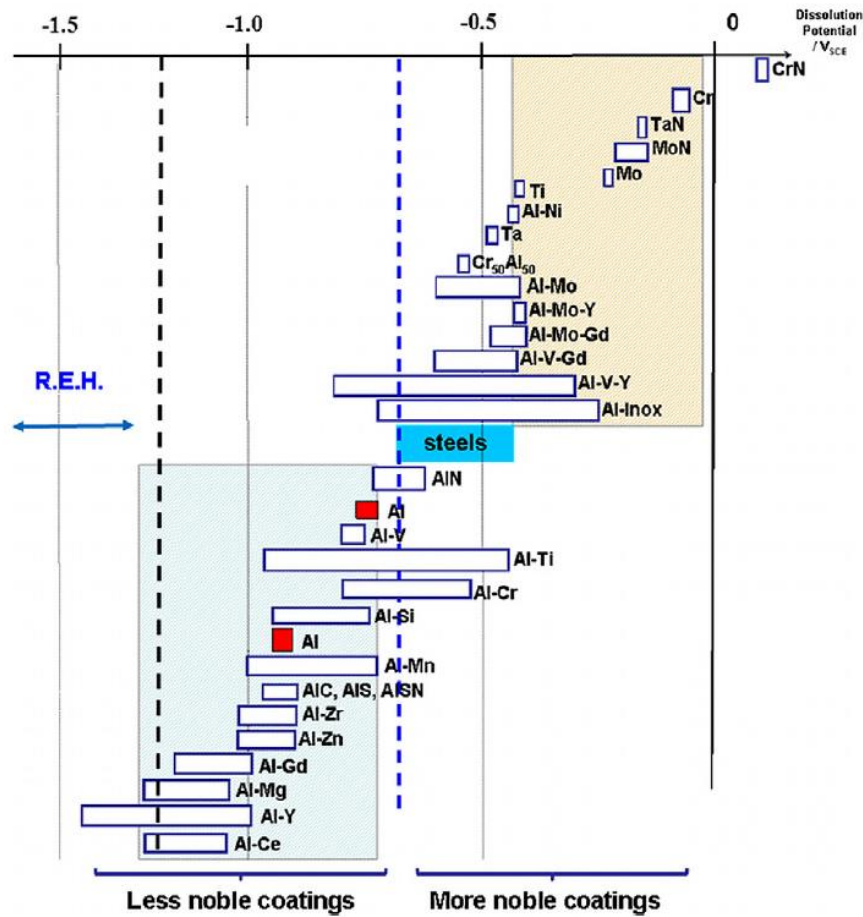 -1.5 -1.0 -0.5 0 Dissolution
Potential
/ V_SCE
CrN
Cr
TaN
MoN
Mo
Ti
Al-Ni
Ta
Cr₅₀Al₅₀
Al-Mo
Al-Mo-Y
Al-Mo-Gd
Al-V-Gd
R.E.H.
Al-V-Y
Al-Inox
steels
AlN
Al
Al-V
Al-Ti
Al-Cr
Al-Si
Al
Al-Mn
AlC, AlS, AlSN
Al-Zr
Al-Zn
Al-Gd
Al-Mg
Al-Y
Al-Ce
Less noble coatings More noble coatings